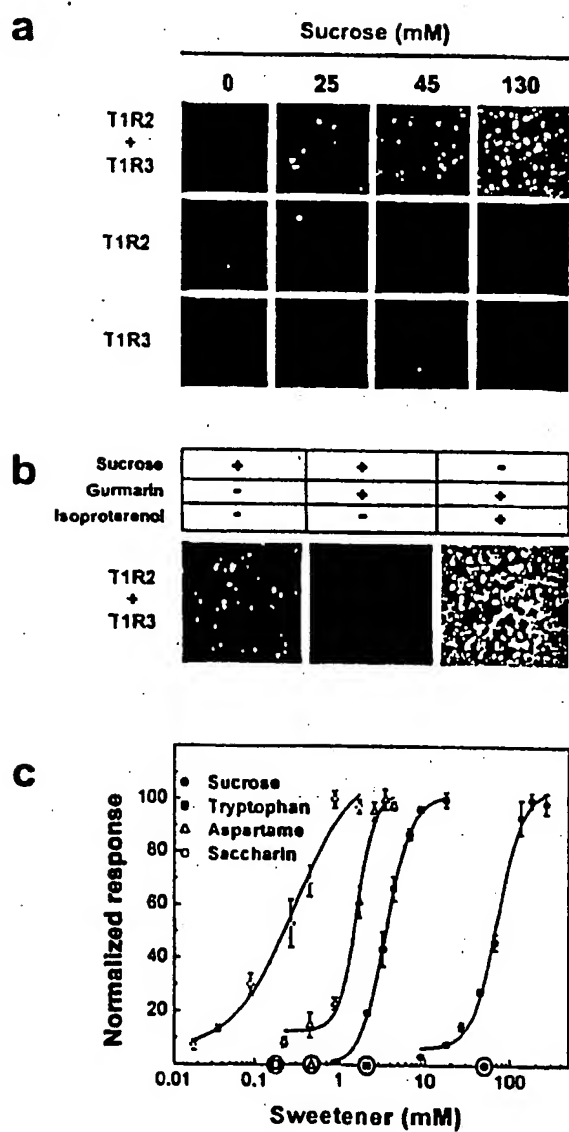 a
Sucrose (mM)
0 25 45 130
T1R2
+
T1R3
T1R2
T1R3
b
Sucrose + + -
Gurmarin - + +
Isoproterenol - - +
T1R2
+
T1R3
c
Sucrose
Tryptophan
Aspartame
Saccharin
Normalized response
100
80
60
40
20
0.01 0.1 1 10 100
Sweetener (mM)